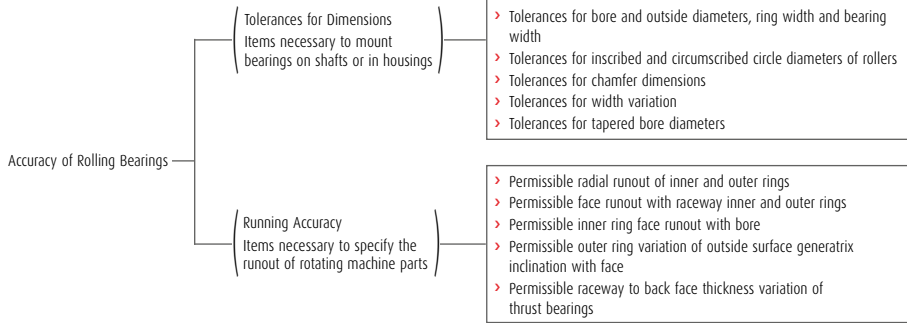 Accuracy of Rolling Bearings
Tolerances for Dimensions
Items necessary to mount
bearings on shafts or in housings
› Tolerances for bore and outside diameters, ring width and bearing
width
› Tolerances for inscribed and circumscribed circle diameters of rollers
› Tolerances for chamfer dimensions
› Tolerances for width variation
› Tolerances for tapered bore diameters
Running Accuracy
Items necessary to specify the
runout of rotating machine parts
› Permissible radial runout of inner and outer rings
› Permissible face runout with raceway inner and outer rings
› Permissible inner ring face runout with bore
› Permissible outer ring variation of outside surface generatrix
inclination with face
› Permissible raceway to back face thickness variation of
thrust bearings